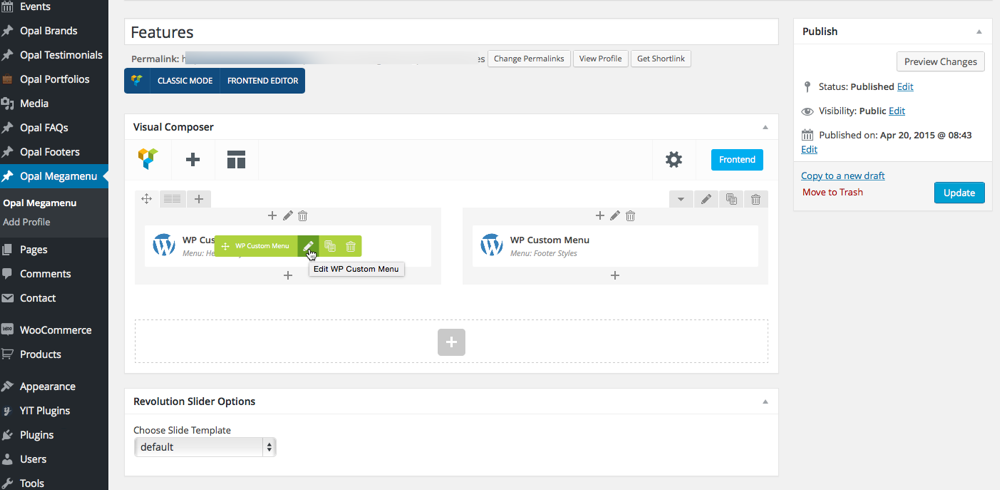 Events
Opal Brands
Opal Testimonials
Opal Portfolios
Media
Opal FAQs
Opal Footers
Opal Megamenu
Opal Megamenu
Add Profile
Pages
Comments
Contact
WooCommerce
Products
Appearance
YIT Plugins
Plugins
Users
Tools
Features
Permalink: h es Change Permalinks View Profile Get Shortlink
CLASSIC MODE FRONTEND EDITOR
Visual Composer
Frontend
WP Cus WP Custom Menu
Menu: He
Edit WP Custom Menu
WP Custom Menu
Menu: Footer Styles
Revolution Slider Options
Choose Slide Template
default
Publish
Preview Changes
Status: Published Edit
Visibility: Public Edit
Published on: Apr 20, 2015 @ 08:43
Edit
Copy to a new draft
Move to Trash
Update